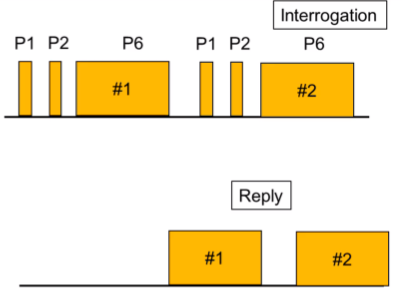 Interrogation
P1 P2 P6 P1 P2 P6
#1 #2
Reply
#1 #2